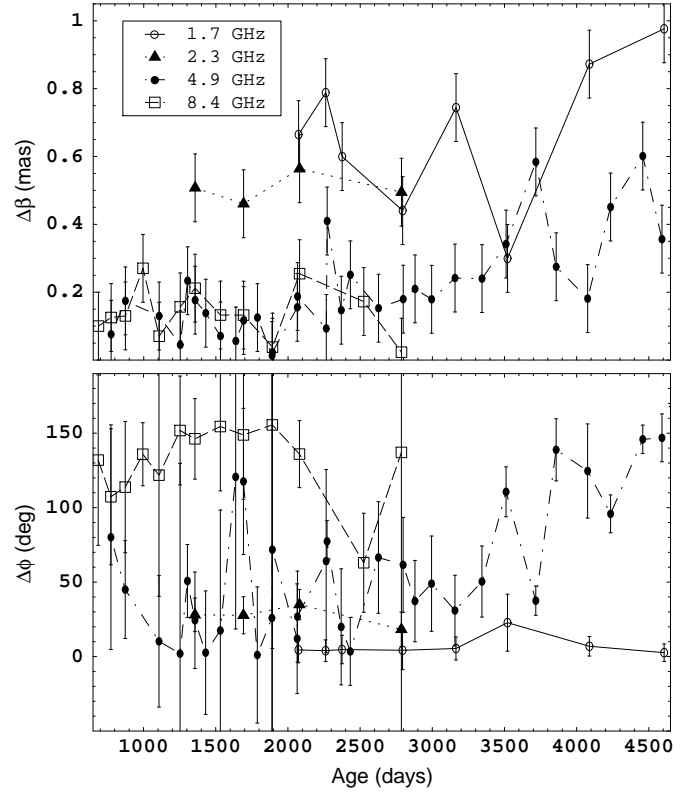 1
0.8
0.6
0.4
0.2
Δβ (mas)
1.7 GHz
2.3 GHz
4.9 GHz
8.4 GHz
150
100
50
0
Δϕ (deg)
1000 1500 2000 2500 3000 3500 4000 4500
Age (days)